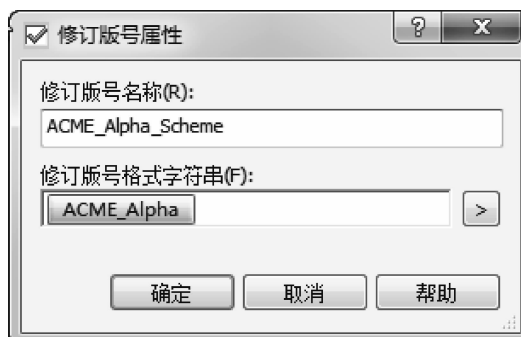 修订版号属性
修订版号名称(R):
ACME_Alpha_Scheme
修订版号格式字符串(F):
ACME_Alpha
>
确定 取消 帮助